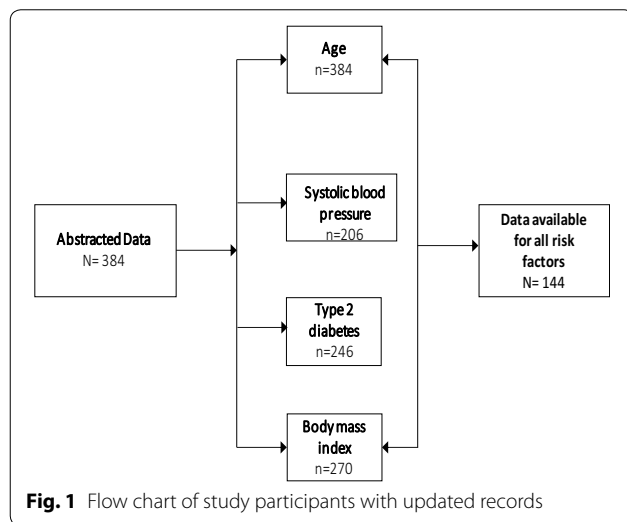 Age
n=384
Systolic blood
pressure
n=206
Abstracted Data
N= 384
Data available
for all risk
factors
N= 144
Type 2
diabetes
n=246
Body mass
index
n=270
Fig. 1 Flow chart of study participants with updated records